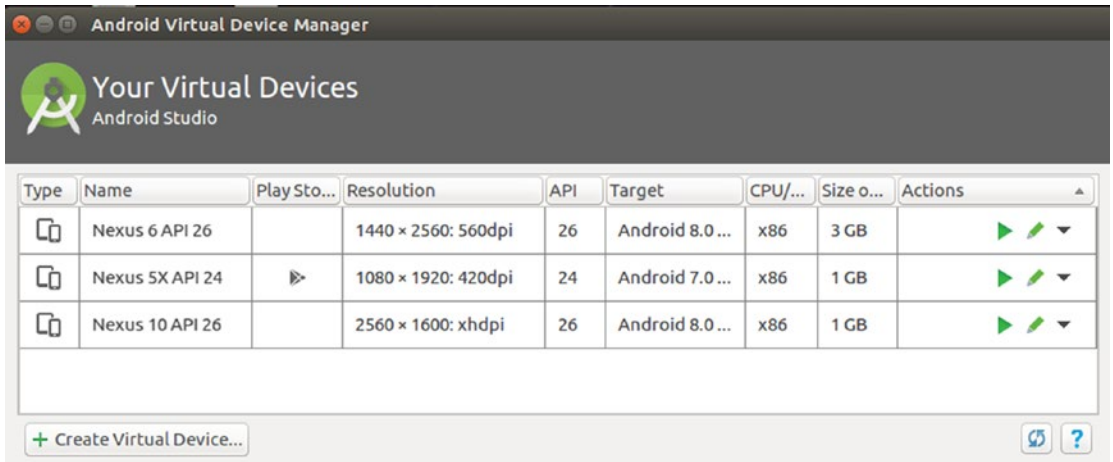 Android Virtual Device Manager
Your Virtual Devices
Android Studio
Type Name Play Sto... Resolution API Target CPU/... Size o... Actions
Nexus 6 API 26 1440 × 2560: 560dpi 26 Android 8.0 ... x86 3 GB
Nexus 5X API 24 1080 × 1920: 420dpi 24 Android 7.0 ... x86 1 GB
Nexus 10 API 26 2560 × 1600: xhdpi 26 Android 8.0 ... x86 1 GB
+ Create Virtual Device... ?